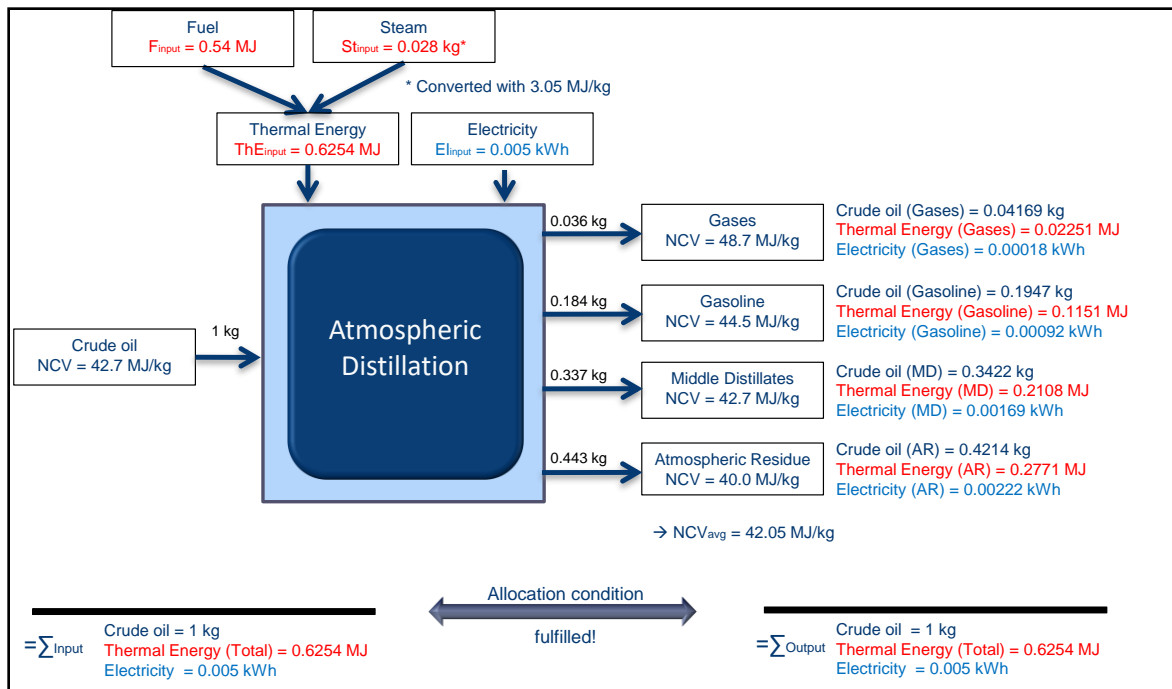 Fuel
Finput = 0.54 MJ
Steam
Stinput = 0.028 kg*
* Converted with 3.05 MJ/kg
Thermal Energy
ThEinput = 0.6254 MJ
Electricity
Elinput = 0.005 kWh
Crude oil
NCV = 42.7 MJ/kg
1 kg
Atmospheric
Distillation
0.036 kg
Gases
NCV = 48.7 MJ/kg
Crude oil (Gases) = 0.04169 kg
Thermal Energy (Gases) = 0.02251 MJ
Electricity (Gases) = 0.00018 kWh
0.184 kg
Gasoline
NCV = 44.5 MJ/kg
Crude oil (Gasoline) = 0.1947 kg
Thermal Energy (Gasoline) = 0.1151 MJ
Electricity (Gasoline) = 0.00092 kWh
0.337 kg
Middle Distillates
NCV = 42.7 MJ/kg
Crude oil (MD) = 0.3422 kg
Thermal Energy (MD) = 0.2108 MJ
Electricity (MD) = 0.00169 kWh
0.443 kg
Atmospheric Residue
NCV = 40.0 MJ/kg
Crude oil (AR) = 0.4214 kg
Thermal Energy (AR) = 0.2771 MJ
Electricity (AR) = 0.00222 kWh
→ NCVavg = 42.05 MJ/kg
=∑Input
Crude oil = 1 kg
Thermal Energy (Total) = 0.6254 MJ
Electricity = 0.005 kWh
Allocation condition
fulfilled!
=∑Output
Crude oil = 1 kg
Thermal Energy (Total) = 0.6254 MJ
Electricity = 0.005 kWh